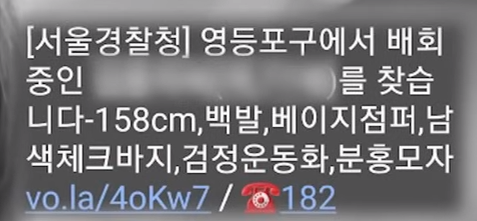 [서울경찰청] 영등포구에서 배회
중인 )를 찾습
니다-158cm,백발,베이지점퍼,남
색체크바지,검정운동화,분홍모자
vo.la/4oKw7 / ☎182